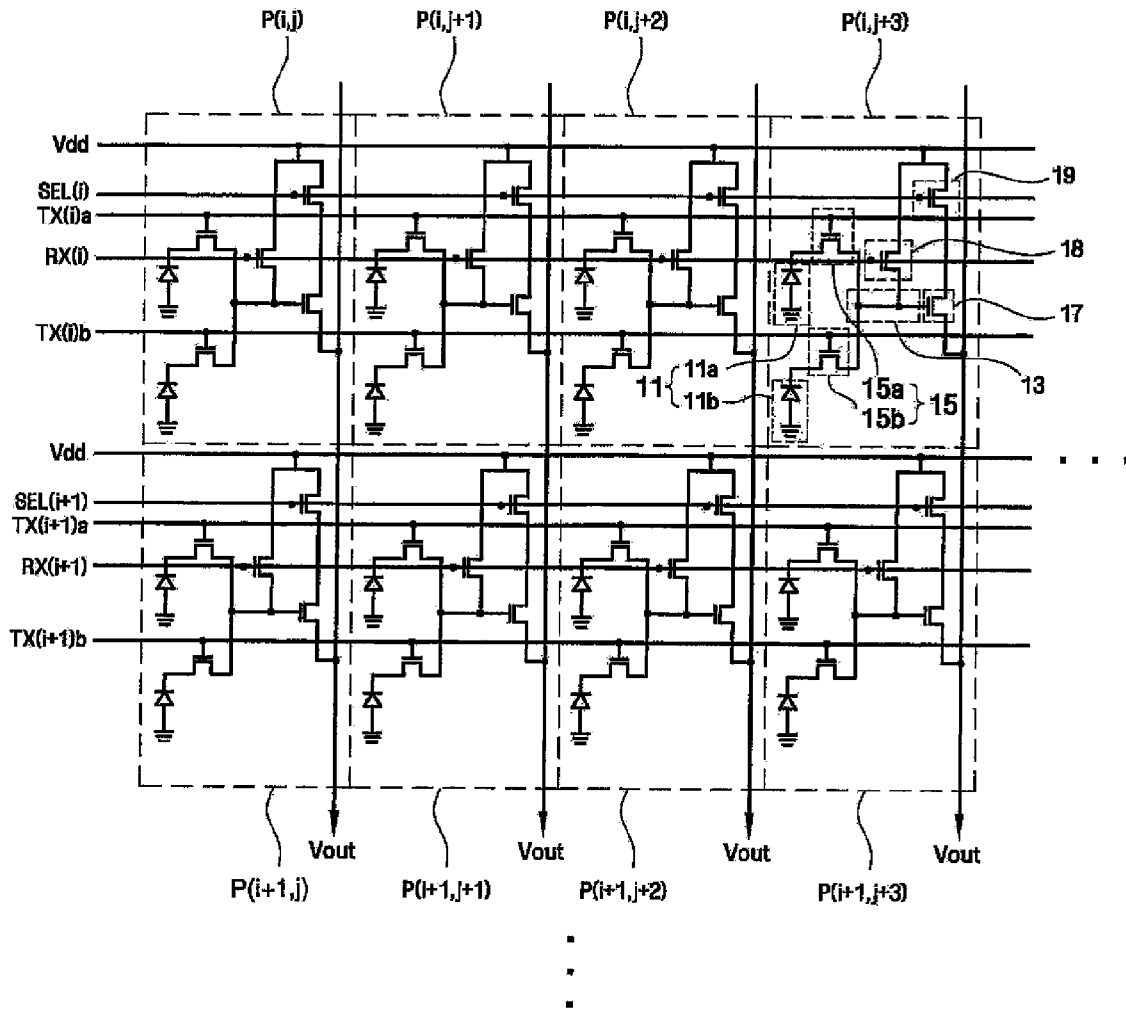 P(i,j) P(i,j+1) P(i,j+2) P(i,j+3)
Vdd
SEL(i)
TX(i)a
RX(i)
TX(i)b
19
18
17
13
11 { 11a
11b
15a
15b } 15
Vdd
SEL(i+1)
TX(i+1)a
RX(i+1)
TX(i+1)b
. . .
Vout Vout Vout Vout
P(i+1,j) P(i+1,j+1) P(i+1,j+2) P(i+1,j+3)